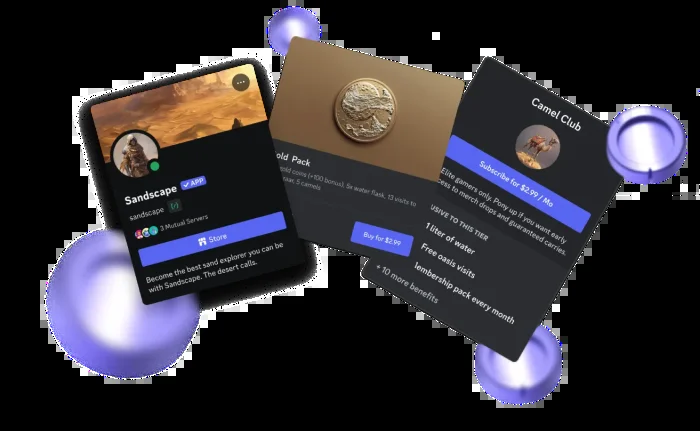 Sandscape
✓ APP
sandscape
3 Mutual Servers
Store
Become the best sand explorer you can be
with Sandscape. The desert calls.
old Pack
gold coins (+100 bonus), 5x water flask, 13 visits to
5 camels
Buy for $2.99
Camel Club
Subscribe for $2.99 / Mo
Elite gamers only. Pony up if you want early
to merch drops and guaranteed carries.
USIVE TO THIS TIER
liter of water
Free oasis visits
lembership pack every month
+ 10 more benefits